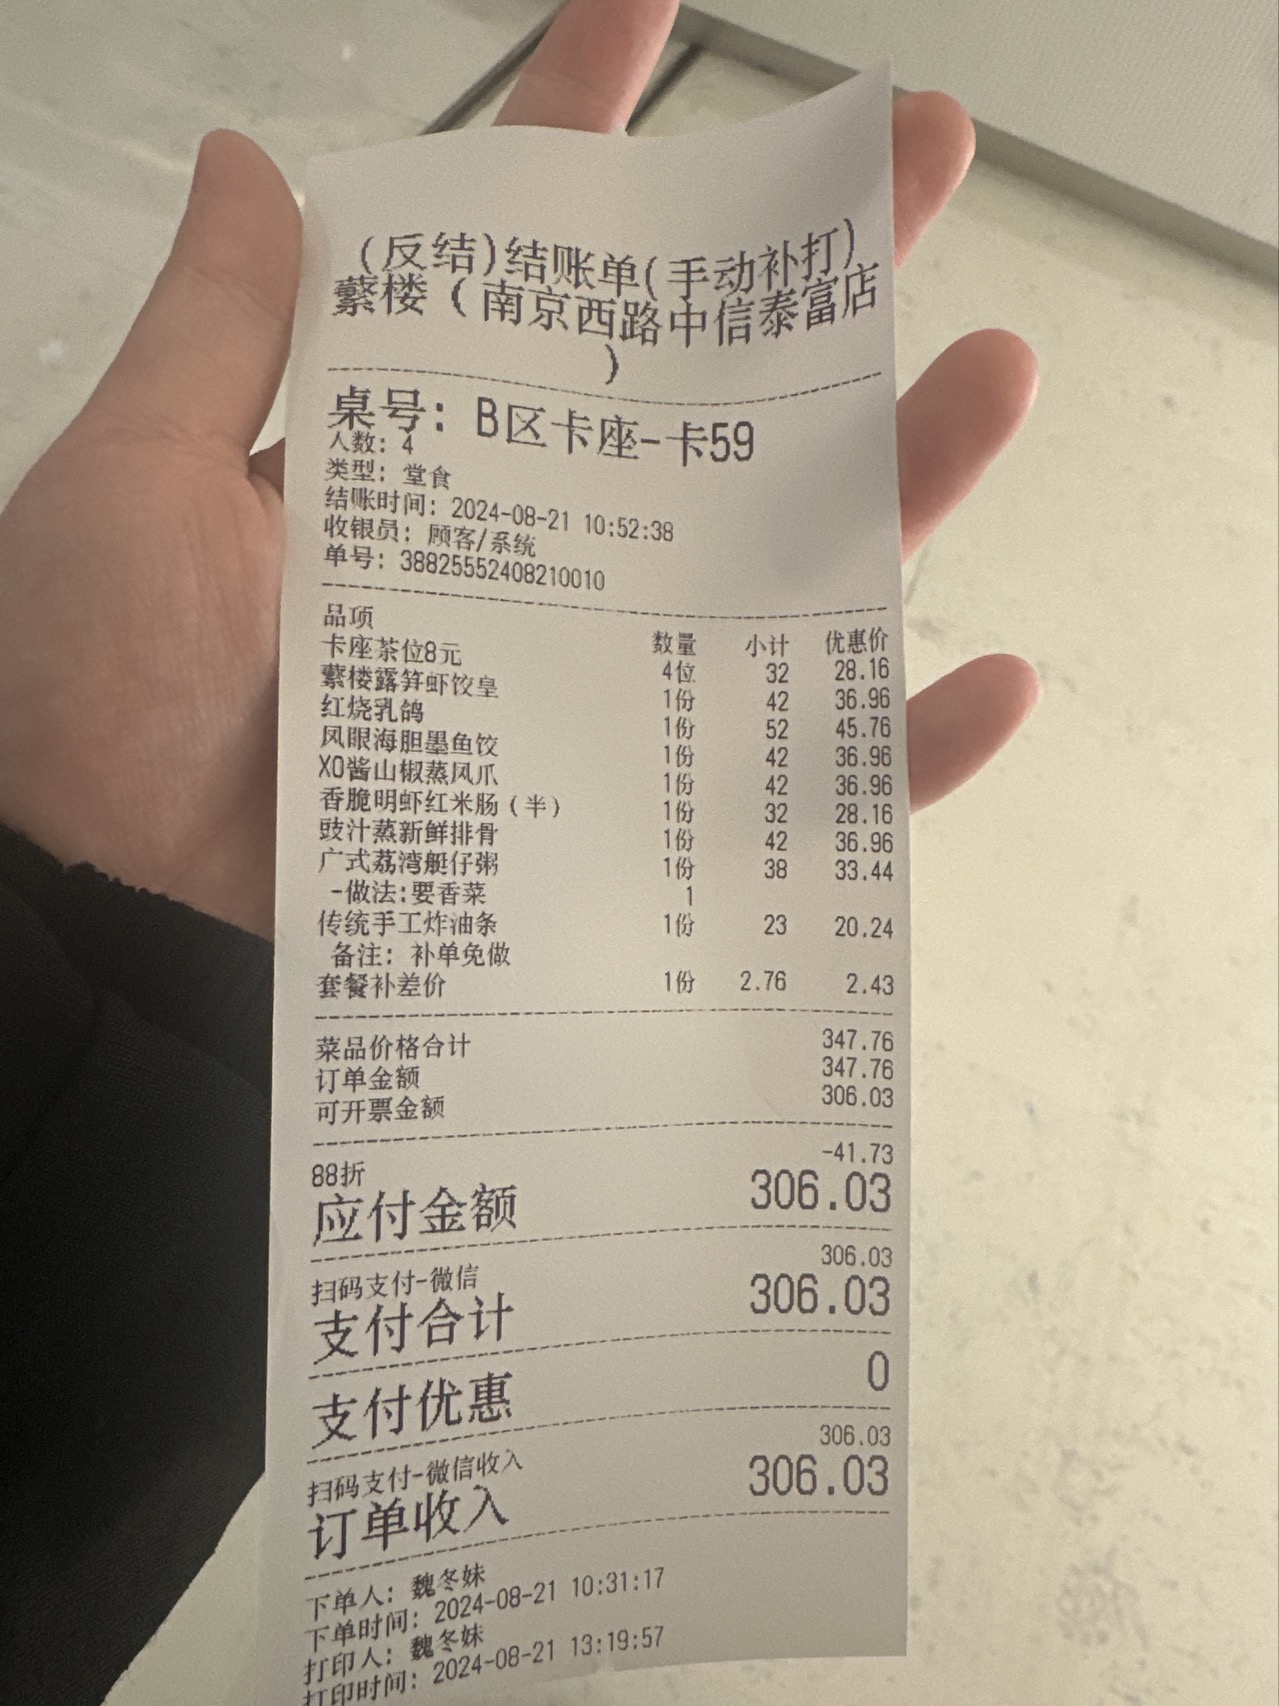 (反结)结账单(手动补打)
蘩楼（南京西路中信泰富店
）
桌号: B区卡座-卡59
人数: 4
类型: 堂食
结账时间: 2024-08-21 10:52:38
收银员: 顾客/系统
单号: 38825552408210010
品项 数量 小计 优惠价
卡座茶位8元 4位 32 28.16
蘩楼露笋虾饺皇 1份 42 36.96
红烧乳鸽 1份 52 45.76
凤眼海胆墨鱼饺 1份 42 36.96
XO酱山椒蒸凤爪 1份 42 36.96
香脆明虾红米肠（半） 1份 32 28.16
豉汁蒸新鲜排骨 1份 42 36.96
广式荔湾艇仔粥 1份 38 33.44
-做法:要香菜 1
传统手工炸油条 1份 23 20.24
备注: 补单免做
套餐补差价 1份 2.76 2.43
菜品价格合计 347.76
订单金额 347.76
可开票金额 306.03
88折 -41.73
应付金额 306.03
扫码支付-微信 306.03
支付合计 306.03
支付优惠 0
扫码支付-微信收入 306.03
订单收入 306.03
下单人: 魏冬妹
下单时间: 2024-08-21 10:31:17
打印人: 魏冬妹
打印时间: 2024-08-21 13:19:57